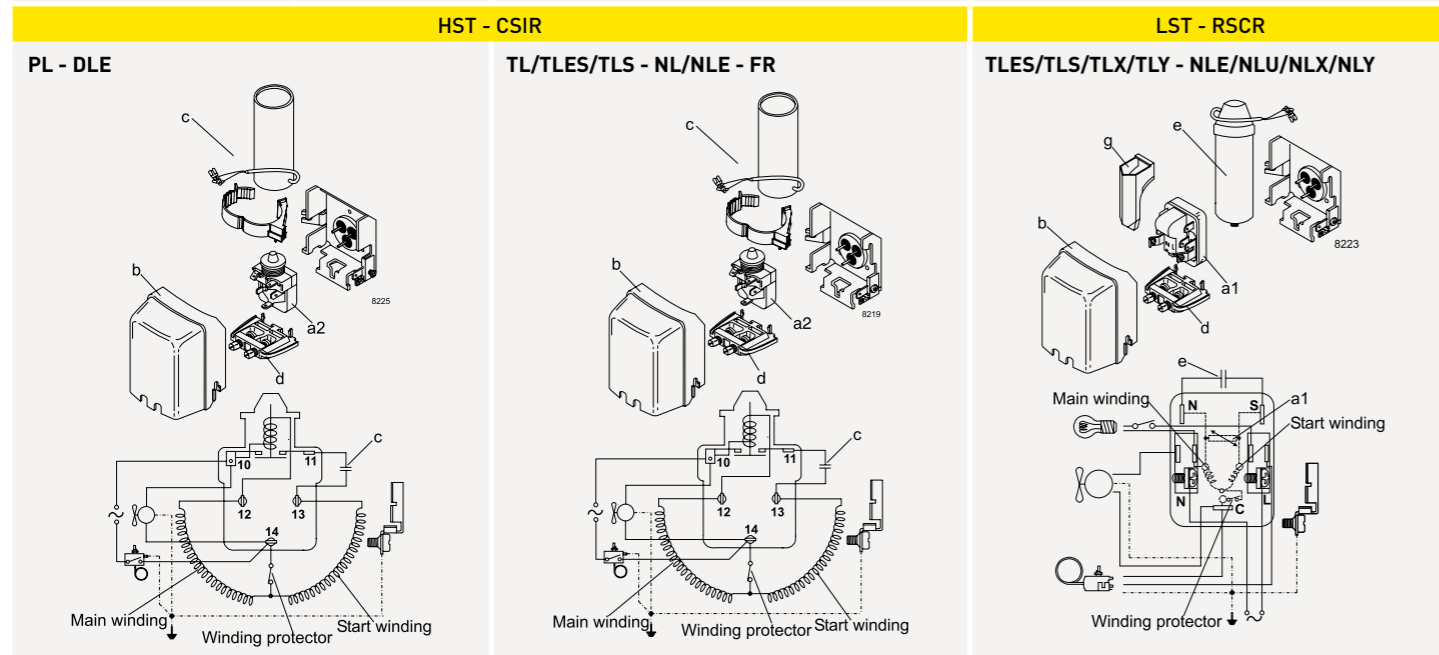 HST - CSIR
LST - RSCR
PL - DLE
c
8225
b
a2
d
10
11
c
12
13
14
Main winding
Winding protector
Start winding
TL/TLES/TLS - NL/NLE - FR
c
8219
b
a2
d
10
11
c
12
13
14
Main winding
Winding protector
Start winding
TLES/TLS/TLX/TLY - NLE/NLU/NLX/NLY
e
g
8223
b
a1
d
e
Main winding
N
S
a1
Start winding
N
L
C
Winding protector